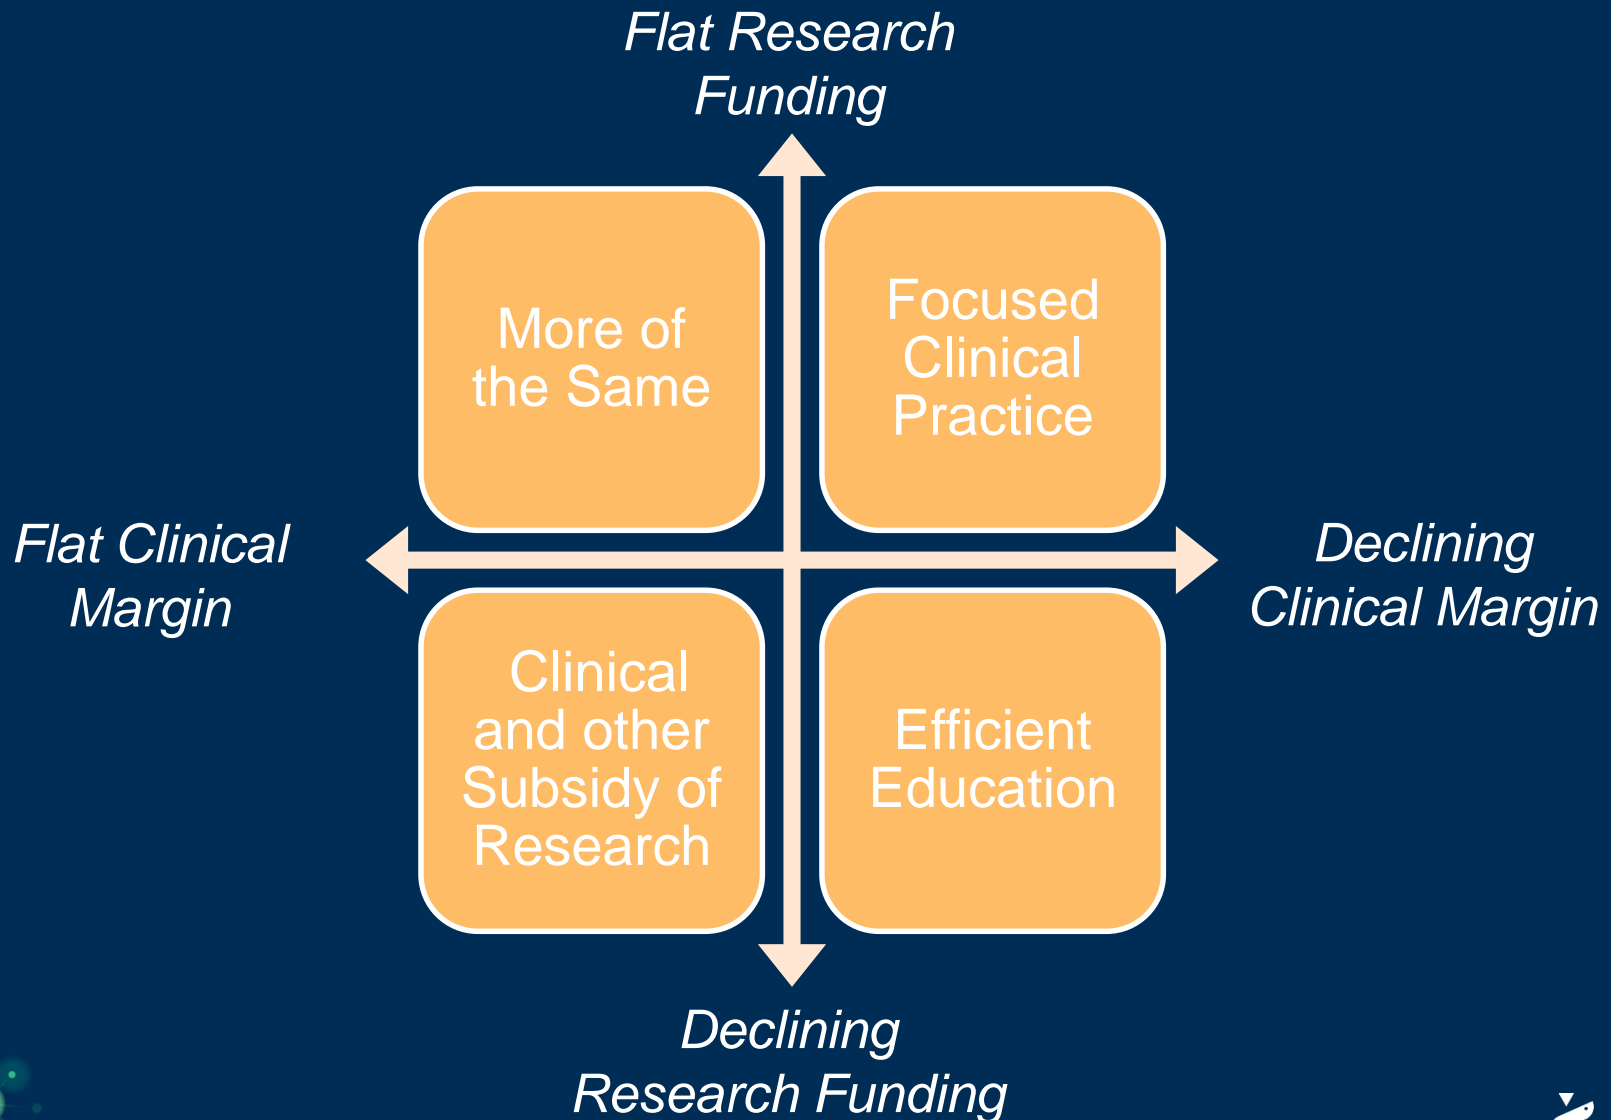 Flat Research
Funding
More of
the Same
Focused
Clinical
Practice
Flat Clinical
Margin
Declining
Clinical Margin
Clinical
and other
Subsidy of
Research
Efficient
Education
Declining
Research Funding